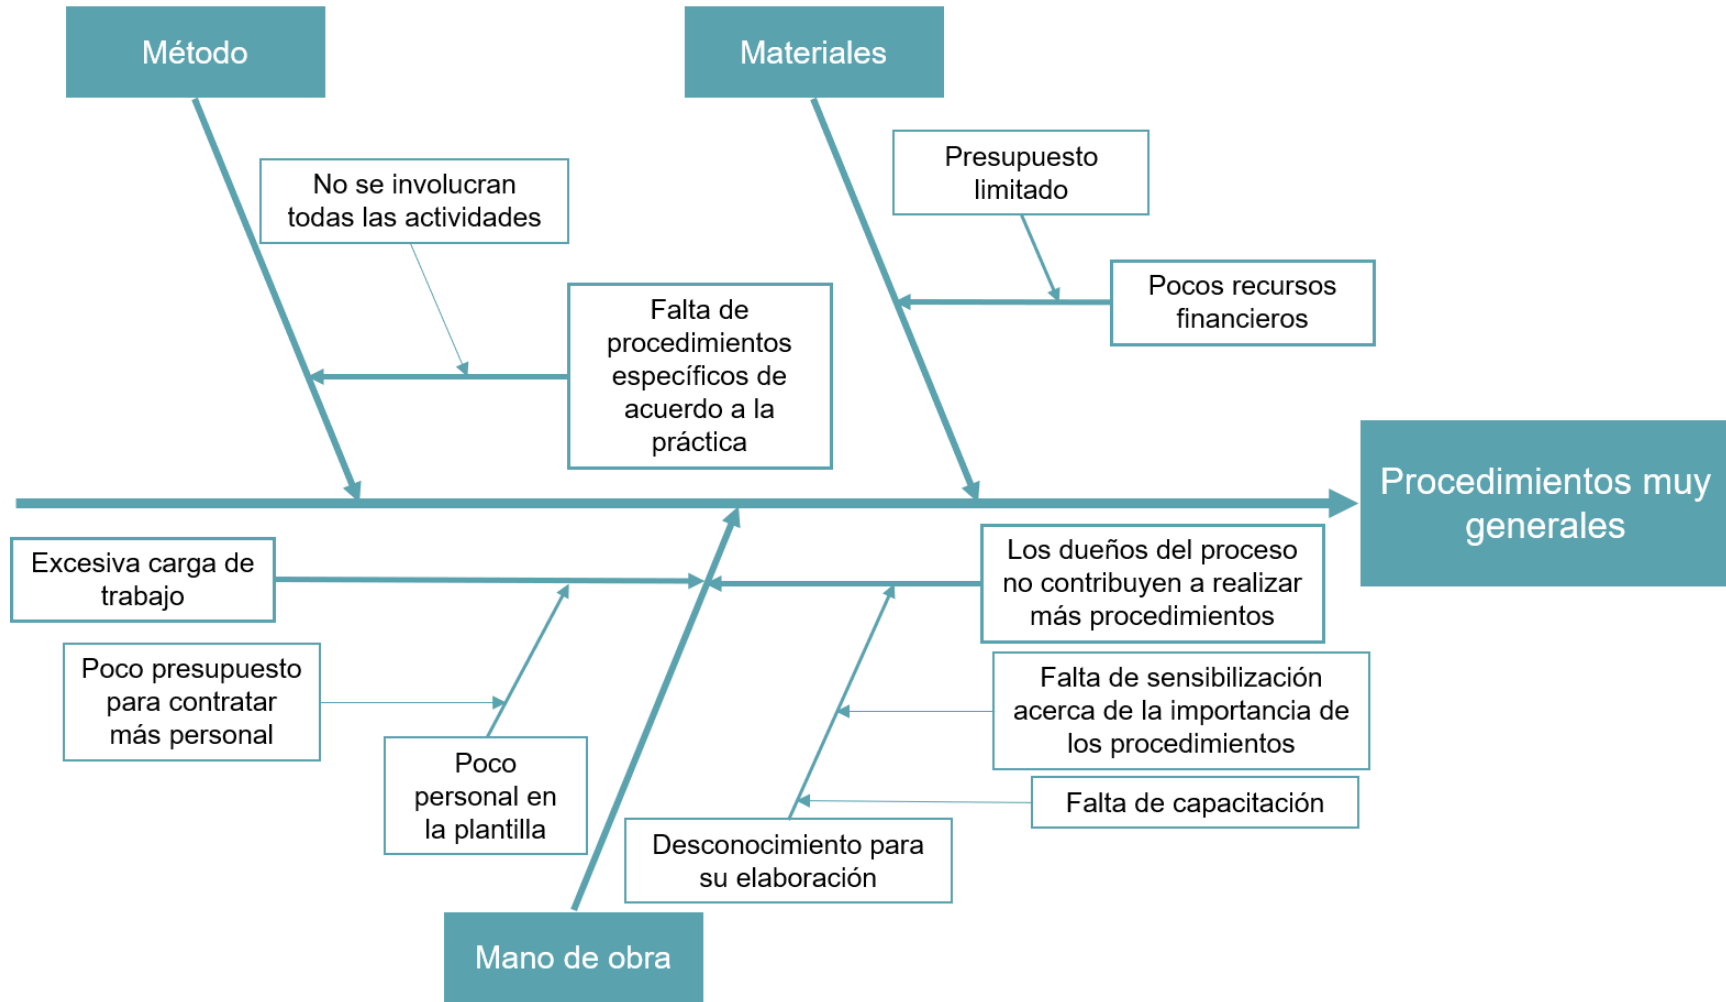 Método
Materiales
Presupuesto
limitado
No se involucran
todas las actividades
Pocos recursos
financieros
Falta de
procedimientos
específicos de
acuerdo a la
práctica
Procedimientos muy
generales
Excesiva carga de
trabajo
Los dueños del proceso
no contribuyen a realizar
más procedimientos
Poco presupuesto
para contratar
más personal
Falta de sensibilización
acerca de la importancia de
los procedimientos
Poco
personal en
la plantilla
Falta de capacitación
Desconocimiento para
su elaboración
Mano de obra